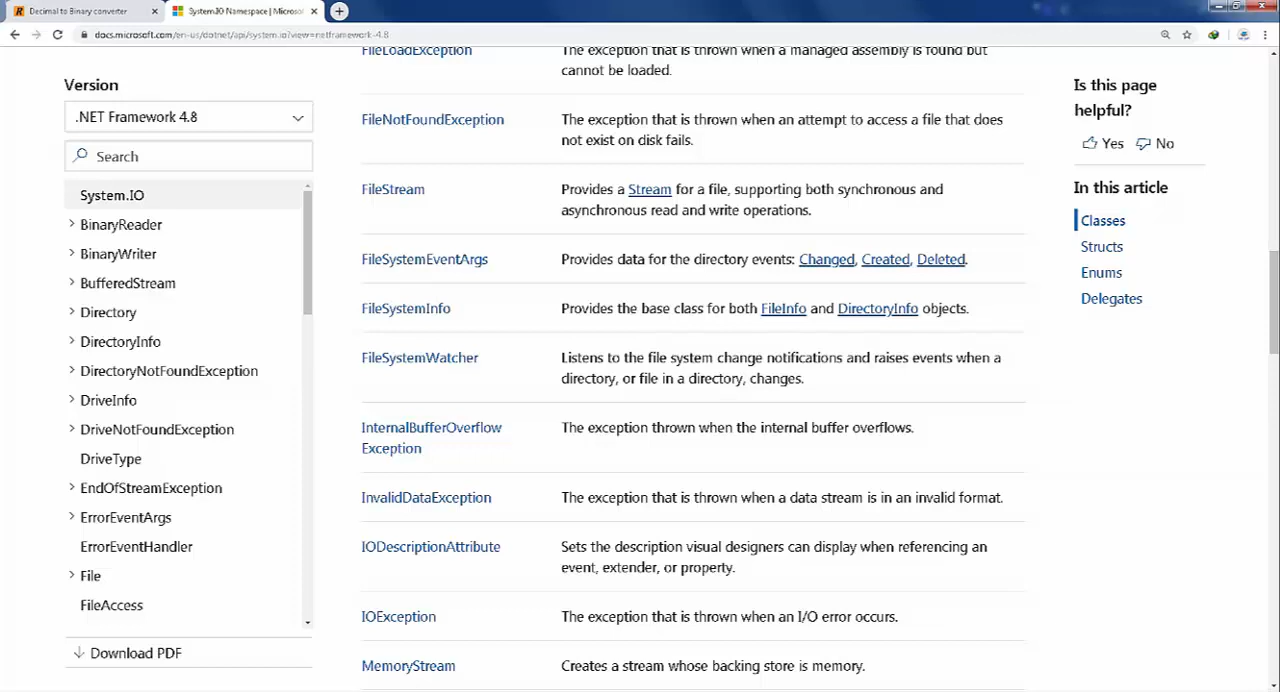 Decimal to Binary converter
System.IO Namespace | Microsof
docs.microsoft.com/en-us/dotnet/api/system.io?view=netframework-4.8
Version
.NET Framework 4.8
Search
System.IO
BinaryReader
BinaryWriter
BufferedStream
Directory
DirectoryInfo
DirectoryNotFoundException
DriveInfo
DriveNotFoundException
DriveType
EndOfStreamException
ErrorEventArgs
ErrorEventHandler
File
FileAccess
Download PDF
FileLoadException
The exception that is thrown when a managed assembly is found but
cannot be loaded.
FileNotFoundException
The exception that is thrown when an attempt to access a file that does
not exist on disk fails.
FileStream
Provides a Stream for a file, supporting both synchronous and
asynchronous read and write operations.
FileSystemEventArgs
Provides data for the directory events: Changed, Created, Deleted.
FileSystemInfo
Provides the base class for both FileInfo and DirectoryInfo objects.
FileSystemWatcher
Listens to the file system change notifications and raises events when a
directory, or file in a directory, changes.
InternalBufferOverflow
Exception
The exception thrown when the internal buffer overflows.
InvalidDataException
The exception that is thrown when a data stream is in an invalid format.
IODescriptionAttribute
Sets the description visual designers can display when referencing an
event, extender, or property.
IOException
The exception that is thrown when an I/O error occurs.
MemoryStream
Creates a stream whose backing store is memory.
Is this page
helpful?
Yes No
In this article
Classes
Structs
Enums
Delegates